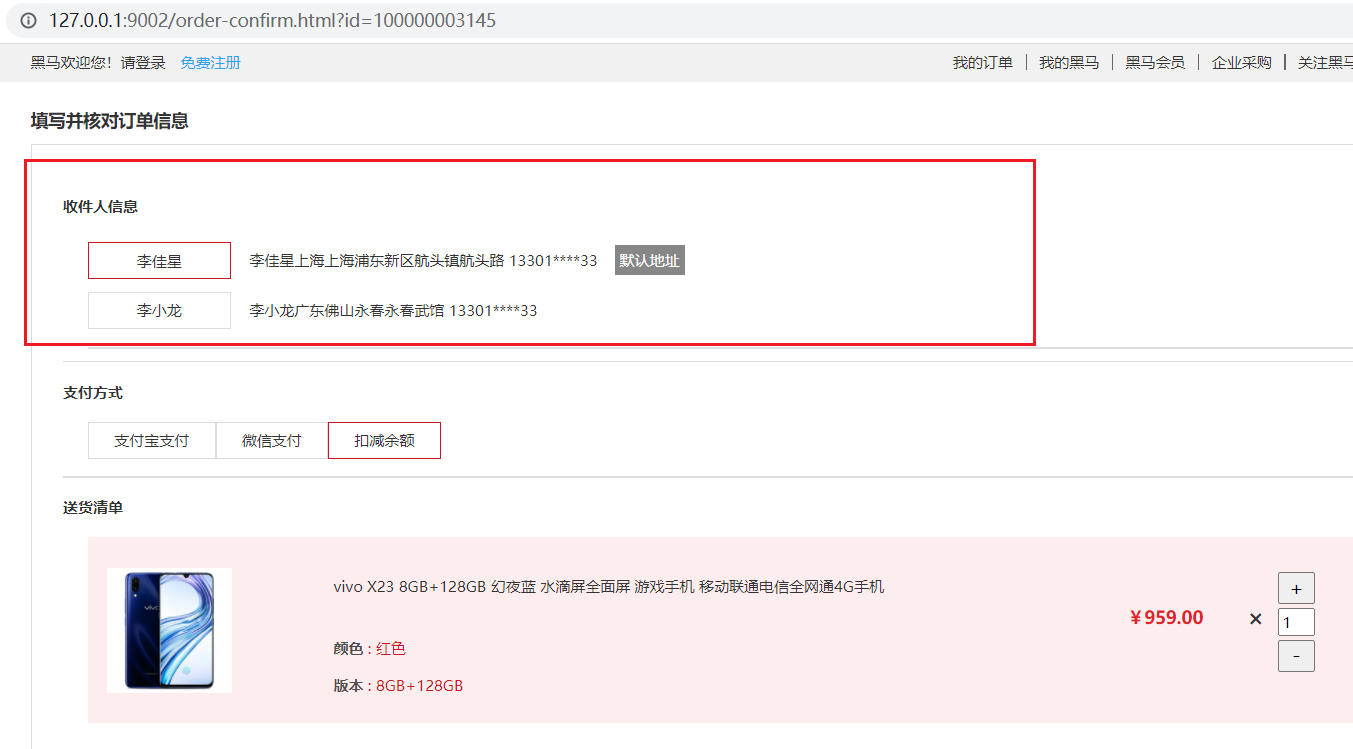 127.0.0.1:9002/order-confirm.html?id=100000003145
黑马欢迎您！请登录 免费注册 我的订单 我的黑马 黑马会员 企业采购 关注黑马
填写并核对订单信息
收件人信息
李佳星 李佳星上海上海浦东新区航头镇航头路 13301****33 默认地址
李小龙 李小龙广东佛山永春永春武馆 13301****33
支付方式
支付宝支付 微信支付 扣减余额
送货清单
vivo X23 8GB+128GB 幻夜蓝 水滴屏全面屏 游戏手机 移动联通电信全网通4G手机
+
￥959.00 × 1
-
颜色 : 红色
版本 : 8GB+128GB
vivo